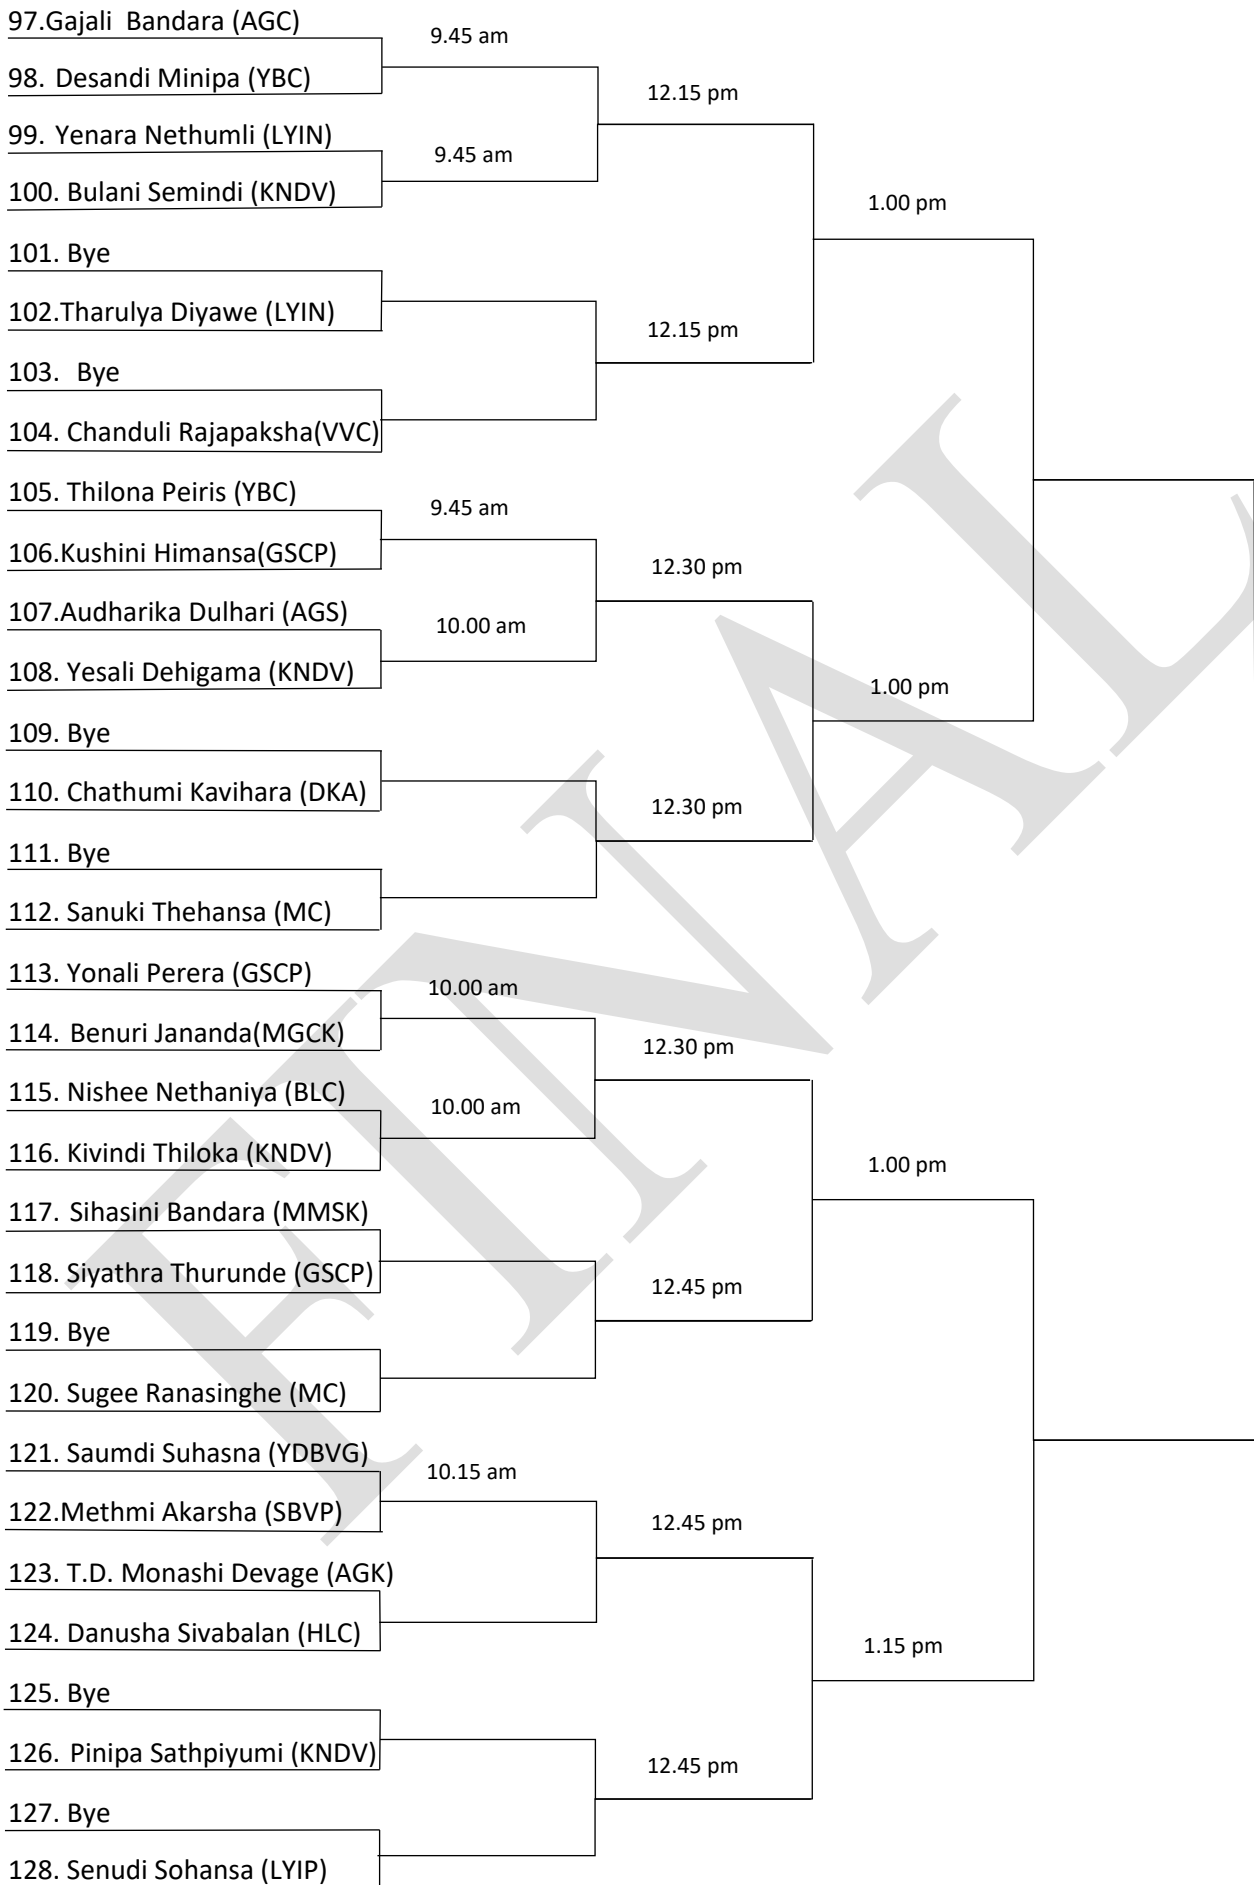 97.Gajali Bandara (AGC)
9.45 am
98. Desandi Minipa (YBC)
12.15 pm
99. Yenara Nethumli (LYIN)
9.45 am
100. Bulani Semindi (KNDV)
1.00 pm
101. Bye
102.Tharulya Diyawe (LYIN)
12.15 pm
103. Bye
104. Chanduli Rajapaksha(VVC)
105. Thilona Peiris (YBC)
9.45 am
106.Kushini Himansa(GSCP)
12.30 pm
107.Audharika Dulhari (AGS)
10.00 am
108. Yesali Dehigama (KNDV)
1.00 pm
109. Bye
110. Chathumi Kavihara (DKA)
12.30 pm
111. Bye
112. Sanuki Thehansa (MC)
113. Yonali Perera (GSCP)
10.00 am
114. Benuri Jananda(MGCK)
12.30 pm
115. Nishee Nethaniya (BLC)
10.00 am
116. Kivindi Thiloka (KNDV)
1.00 pm
117. Sihasini Bandara (MMSK)
118. Siyathra Thurunde (GSCP)
12.45 pm
119. Bye
120. Sugee Ranasinghe (MC)
121. Saumdi Suhasna (YDBVG)
10.15 am
122.Methmi Akarsha (SBVP)
12.45 pm
123. T.D. Monashi Devage (AGK)
124. Danusha Sivabalan (HLC)
1.15 pm
125. Bye
126. Pinipa Sathpiyumi (KNDV)
12.45 pm
127. Bye
128. Senudi Sohansa (LYIP)
FINAL